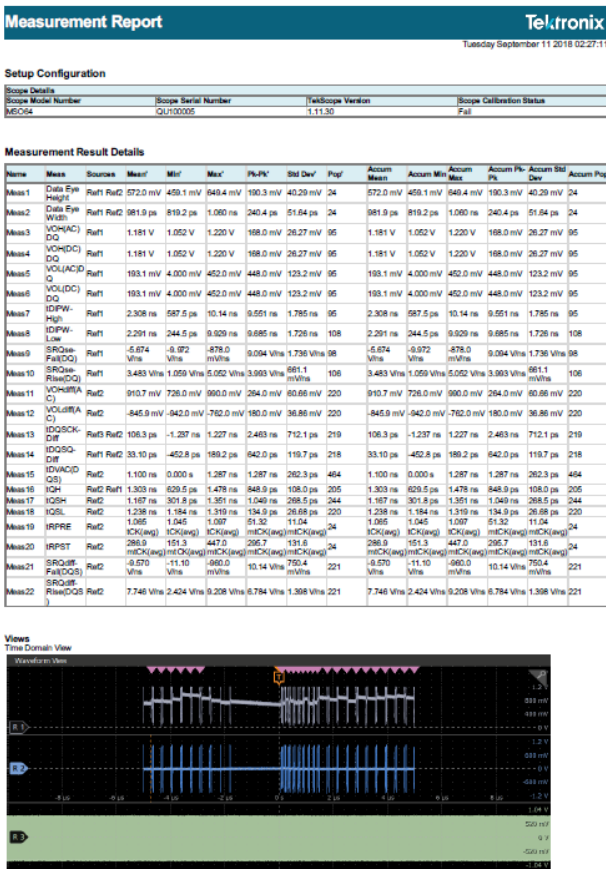 Measurement Report
Tektronix
Tuesday September 11 2018 02:27:11
Setup Configuration
Scope Details
Scope Model Number Scope Serial Number TekScope Version Scope Calibration Status
MSO64 QU100005 1.11.30 Fail
Measurement Result Details
Name Meas Sources Mean' Min' Max' Pk-Pk' Std Dev' Pop' Accum Mean Accum Min Accum Max Accum Pk-Pk Accum Std Dev Accum Pop
Meas1 Data Eye Height Ref1 Ref2 572.0 mV 459.1 mV 649.4 mV 190.3 mV 40.29 mV 24 572.0 mV 459.1 mV 649.4 mV 190.3 mV 40.29 mV 24
Meas2 Data Eye Width Ref1 Ref2 981.9 ps 819.2 ps 1.060 ns 240.4 ps 51.64 ps 24 981.9 ps 819.2 ps 1.060 ns 240.4 ps 51.64 ps 24
Meas3 VOH(AC) DQ Ref1 1.181 V 1.052 V 1.220 V 168.0 mV 26.27 mV 95 1.181 V 1.052 V 1.220 V 168.0 mV 26.27 mV 95
Meas4 VOH(DC) DQ Ref1 1.181 V 1.052 V 1.220 V 168.0 mV 26.27 mV 95 1.181 V 1.052 V 1.220 V 168.0 mV 26.27 mV 95
Meas5 VOL(AC)DQ Ref1 193.1 mV 4.000 mV 452.0 mV 448.0 mV 123.2 mV 95 193.1 mV 4.000 mV 452.0 mV 448.0 mV 123.2 mV 95
Meas6 VOL(DC) DQ Ref1 193.1 mV 4.000 mV 452.0 mV 448.0 mV 123.2 mV 95 193.1 mV 4.000 mV 452.0 mV 448.0 mV 123.2 mV 95
Meas7 tDIPW-High Ref1 2.308 ns 587.5 ps 10.14 ns 9.551 ns 1.785 ns 95 2.308 ns 587.5 ps 10.14 ns 9.551 ns 1.785 ns 95
Meas8 tDIPW-Low Ref1 2.291 ns 244.5 ps 9.929 ns 9.685 ns 1.726 ns 108 2.291 ns 244.5 ps 9.929 ns 9.685 ns 1.726 ns 108
Meas9 SRQse-Fall(DQ) Ref1 -5.674 V/ns -9.972 V/ns -878.0 mV/ns 9.094 V/ns 1.736 V/ns 98 -5.674 V/ns -9.972 V/ns -878.0 mV/ns 9.094 V/ns 1.736 V/ns 98
Meas10 SRQse-Rise(DQ) Ref1 3.483 V/ns 1.059 V/ns 5.052 V/ns 3.993 V/ns 661.1 mV/ns 106 3.483 V/ns 1.059 V/ns 5.052 V/ns 3.993 V/ns 661.1 mV/ns 106
Meas11 VOHdiff(AC) Ref2 910.7 mV 726.0 mV 990.0 mV 264.0 mV 60.66 mV 220 910.7 mV 726.0 mV 990.0 mV 264.0 mV 60.66 mV 220
Meas12 VOLdiff(AC) Ref2 -845.9 mV -942.0 mV -762.0 mV 180.0 mV 36.86 mV 220 -845.9 mV -942.0 mV -762.0 mV 180.0 mV 36.86 mV 220
Meas13 tDQSCK-Diff Ref3 Ref2 106.3 ps -1.237 ns 1.227 ns 2.463 ns 712.1 ps 219 106.3 ps -1.237 ns 1.227 ns 2.463 ns 712.1 ps 219
Meas14 tDQSQ-Diff Ref1 Ref2 33.10 ps -452.8 ps 189.2 ps 642.0 ps 119.7 ps 218 33.10 ps -452.8 ps 189.2 ps 642.0 ps 119.7 ps 218
Meas15 tDVAC(DQS) Ref2 1.100 ns 0.000 s 1.287 ns 1.287 ns 262.3 ps 464 1.100 ns 0.000 s 1.287 ns 1.287 ns 262.3 ps 464
Meas16 tQH Ref2 Ref1 1.303 ns 629.5 ps 1.478 ns 848.9 ps 108.0 ps 205 1.303 ns 629.5 ps 1.478 ns 848.9 ps 108.0 ps 205
Meas17 tQSH Ref2 1.167 ns 301.8 ps 1.351 ns 1.049 ns 268.5 ps 244 1.167 ns 301.8 ps 1.351 ns 1.049 ns 268.5 ps 244
Meas18 tQSL Ref2 1.238 ns 1.184 ns 1.319 ns 134.9 ps 26.68 ps 220 1.238 ns 1.184 ns 1.319 ns 134.9 ps 26.68 ps 220
Meas19 tRPRE Ref2 1.065 tCK(avg) 1.045 tCK(avg) 1.097 tCK(avg) 51.32 mtCK(avg) 11.04 mtCK(avg) 24 1.065 tCK(avg) 1.045 tCK(avg) 1.097 tCK(avg) 51.32 mtCK(avg) 11.04 mtCK(avg) 24
Meas20 tRPST Ref2 286.9 mtCK(avg) 151.3 mtCK(avg) 447.0 mtCK(avg) 295.7 mtCK(avg) 131.6 mtCK(avg) 24 286.9 mtCK(avg) 151.3 mtCK(avg) 447.0 mtCK(avg) 295.7 mtCK(avg) 131.6 mtCK(avg) 24
Meas21 SRQdiff-Fall(DQS) Ref2 -9.570 V/ns -11.10 V/ns -960.0 mV/ns 10.14 V/ns 750.4 mV/ns 221 -9.570 V/ns -11.10 V/ns -960.0 mV/ns 10.14 V/ns 750.4 mV/ns 221
Meas22 SRQdiff-Rise(DQS) Ref2 7.746 V/ns 2.424 V/ns 9.208 V/ns 6.784 V/ns 1.398 V/ns 221 7.746 V/ns 2.424 V/ns 9.208 V/ns 6.784 V/ns 1.398 V/ns 221
Views
Time Domain View
Waveform View
T
1.2 V
800 mV
400 mV
R 1
0 V
1.2 V
600 mV
R 2
-600 mV
-1.2 V
-8 µs -6 µs -4 µs -2 µs 0 s 2 µs 4 µs 6 µs 8 µs
1.04 V
520 mV
R 3
0 V
-520 mV
-1.04 V